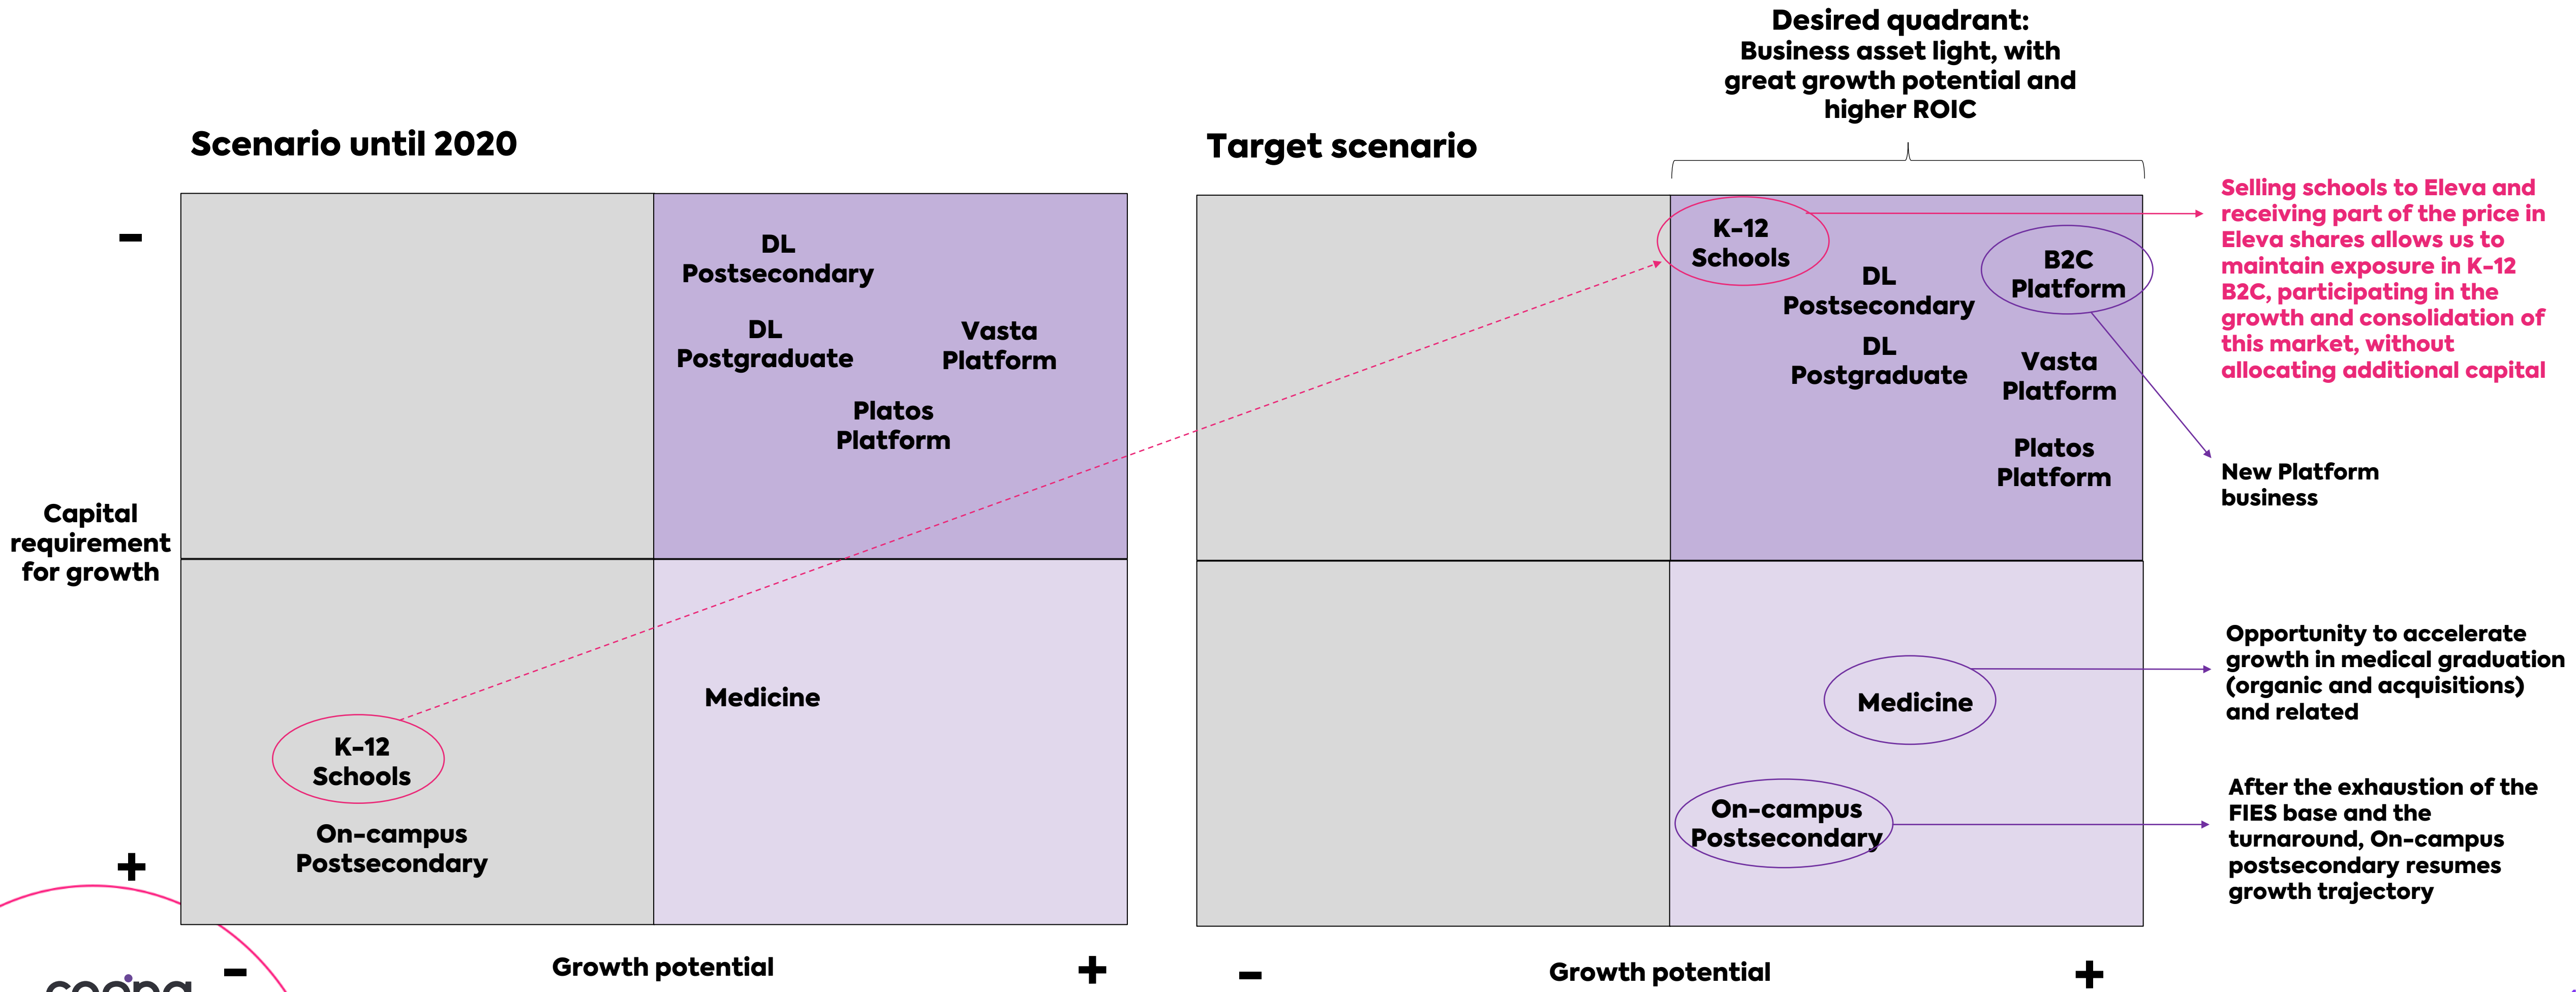 Desired quadrant:
Business asset light, with
great growth potential and
higher ROIC
Scenario until 2020
Target scenario
–
Capital
requirement
for growth
+
DL
Postsecondary
DL
Postgraduate
Vasta
Platform
Platos
Platform
Medicine
K-12
Schools
On-campus
Postsecondary
–
Growth potential
+
K-12
Schools
B2C
Platform
DL
Postsecondary
DL
Postgraduate
Vasta
Platform
Platos
Platform
Medicine
On-campus
Postsecondary
–
Growth potential
+
Selling schools to Eleva and
receiving part of the price in
Eleva shares allows us to
maintain exposure in K-12
B2C, participating in the
growth and consolidation of
this market, without
allocating additional capital
New Platform
business
Opportunity to accelerate
growth in medical graduation
(organic and acquisitions)
and related
After the exhaustion of the
FIES base and the
turnaround, On-campus
postsecondary resumes
growth trajectory